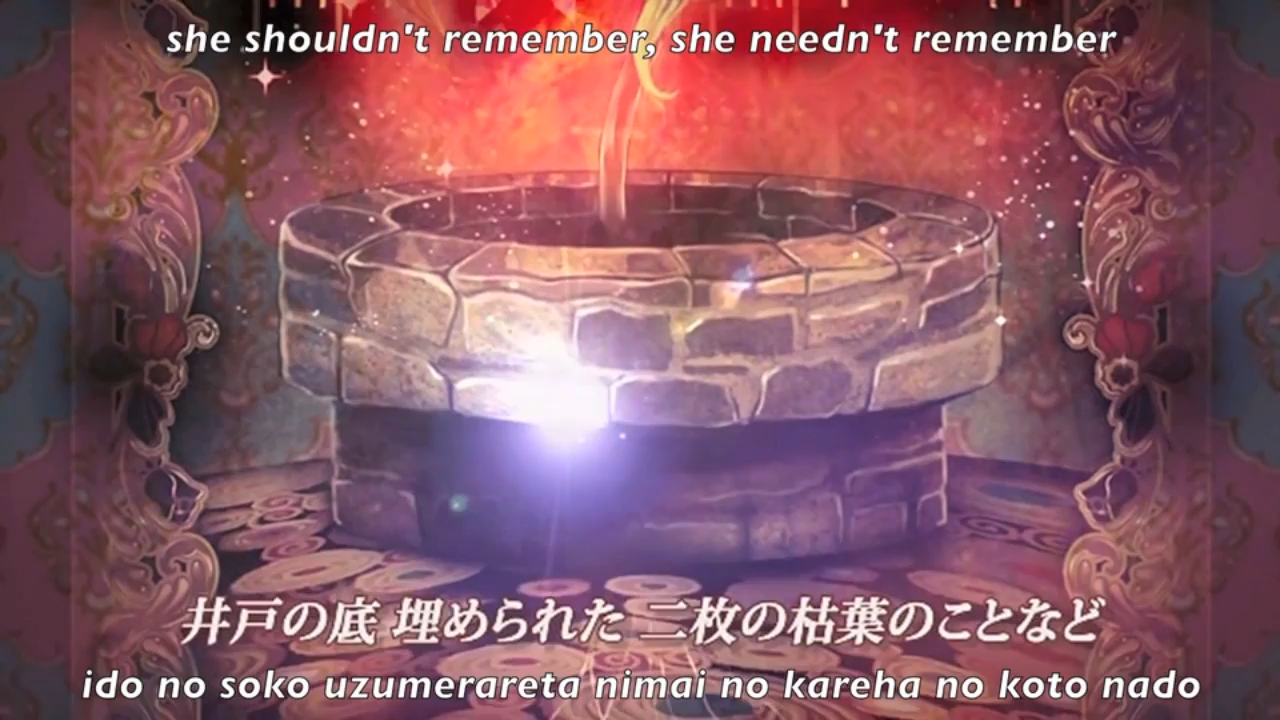 she shouldn't remember, she needn't remember
井戸の底 埋められた 二枚の枯葉のことなど
ido no soko uzumerareta nimai no kareha no koto nado